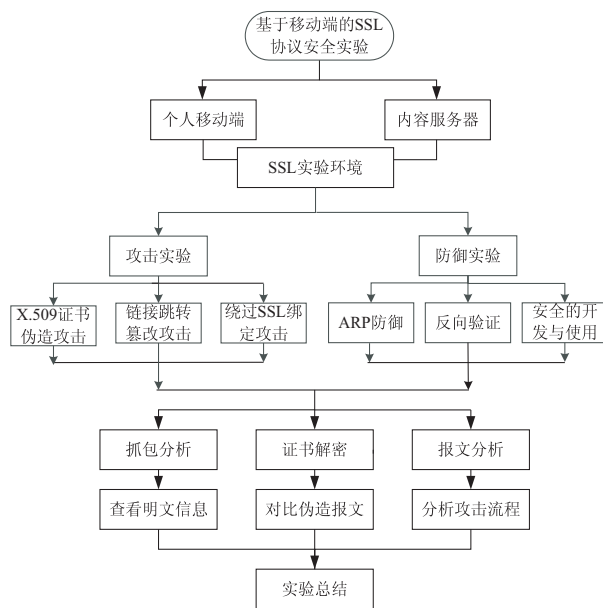 基于移动端的SSL
协议安全实验
个人移动端
内容服务器
SSL实验环境
攻击实验
防御实验
X.509证书
伪造攻击
链接跳转
篡改攻击
绕过SSL绑
定攻击
ARP防御
反向验证
安全的开
发与使用
抓包分析
证书解密
报文分析
查看明文信息
对比伪造报文
分析攻击流程
实验总结